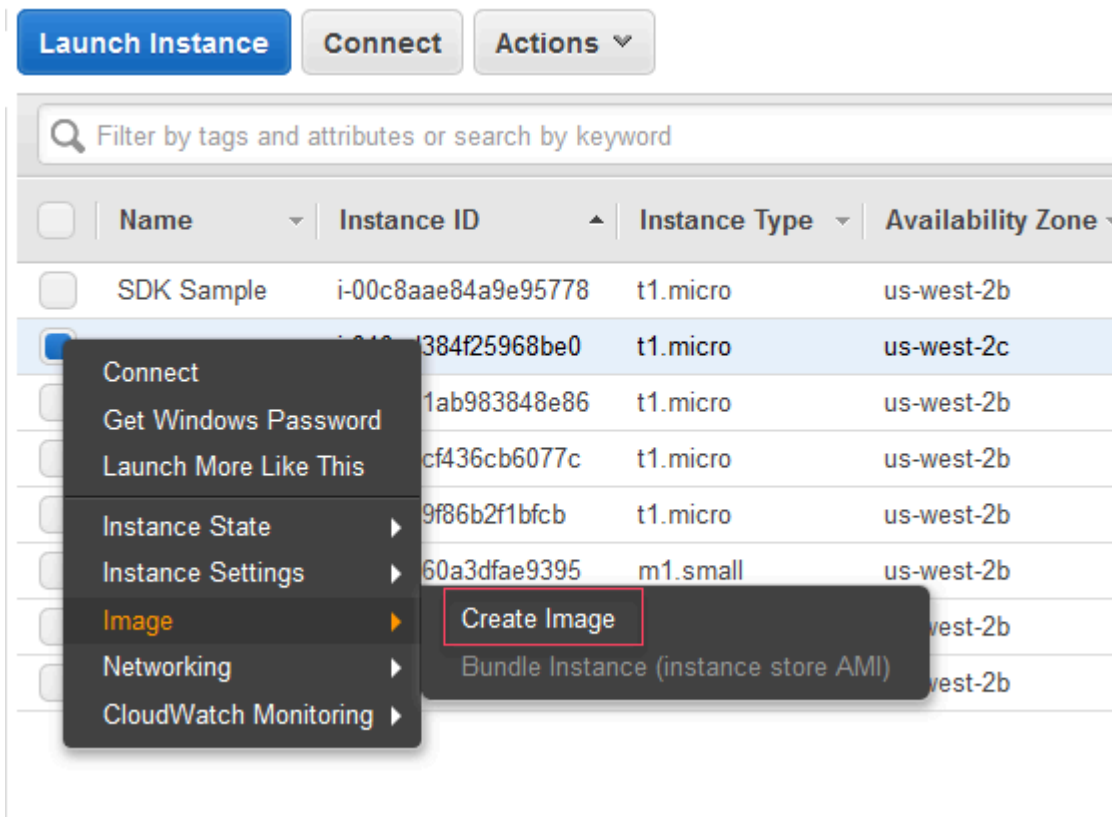 Launch Instance Connect Actions
Filter by tags and attributes or search by keyword
Name Instance ID Instance Type Availability Zone
SDK Sample i-00c8aae84a9e95778 t1.micro us-west-2b
384f25968be0 t1.micro us-west-2c
Connect
1ab983848e86 t1.micro us-west-2b
Get Windows Password
cf436cb6077c t1.micro us-west-2b
Launch More Like This
9f86b2f1bfcb t1.micro us-west-2b
Instance State
60a3dfae9395 m1.small us-west-2b
Instance Settings
Image
Create Image
vest-2b
Networking
Bundle Instance (instance store AMI)
vest-2b
CloudWatch Monitoring